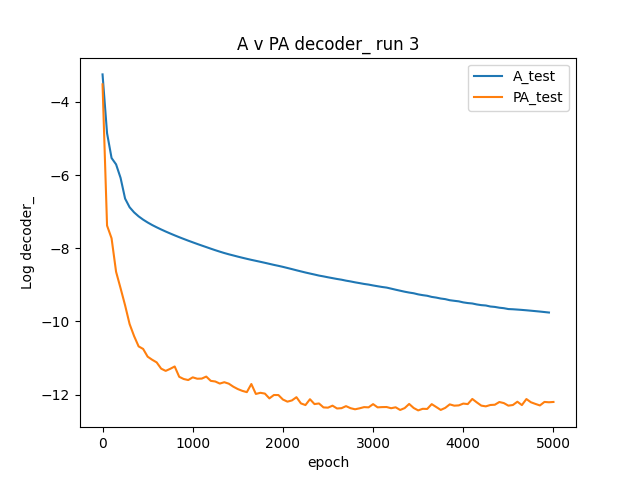 A v PA decoder_ run 3
A_test
PA_test
Log decoder_
−4
−6
−8
−10
−12
0
1000
2000
3000
4000
5000
epoch